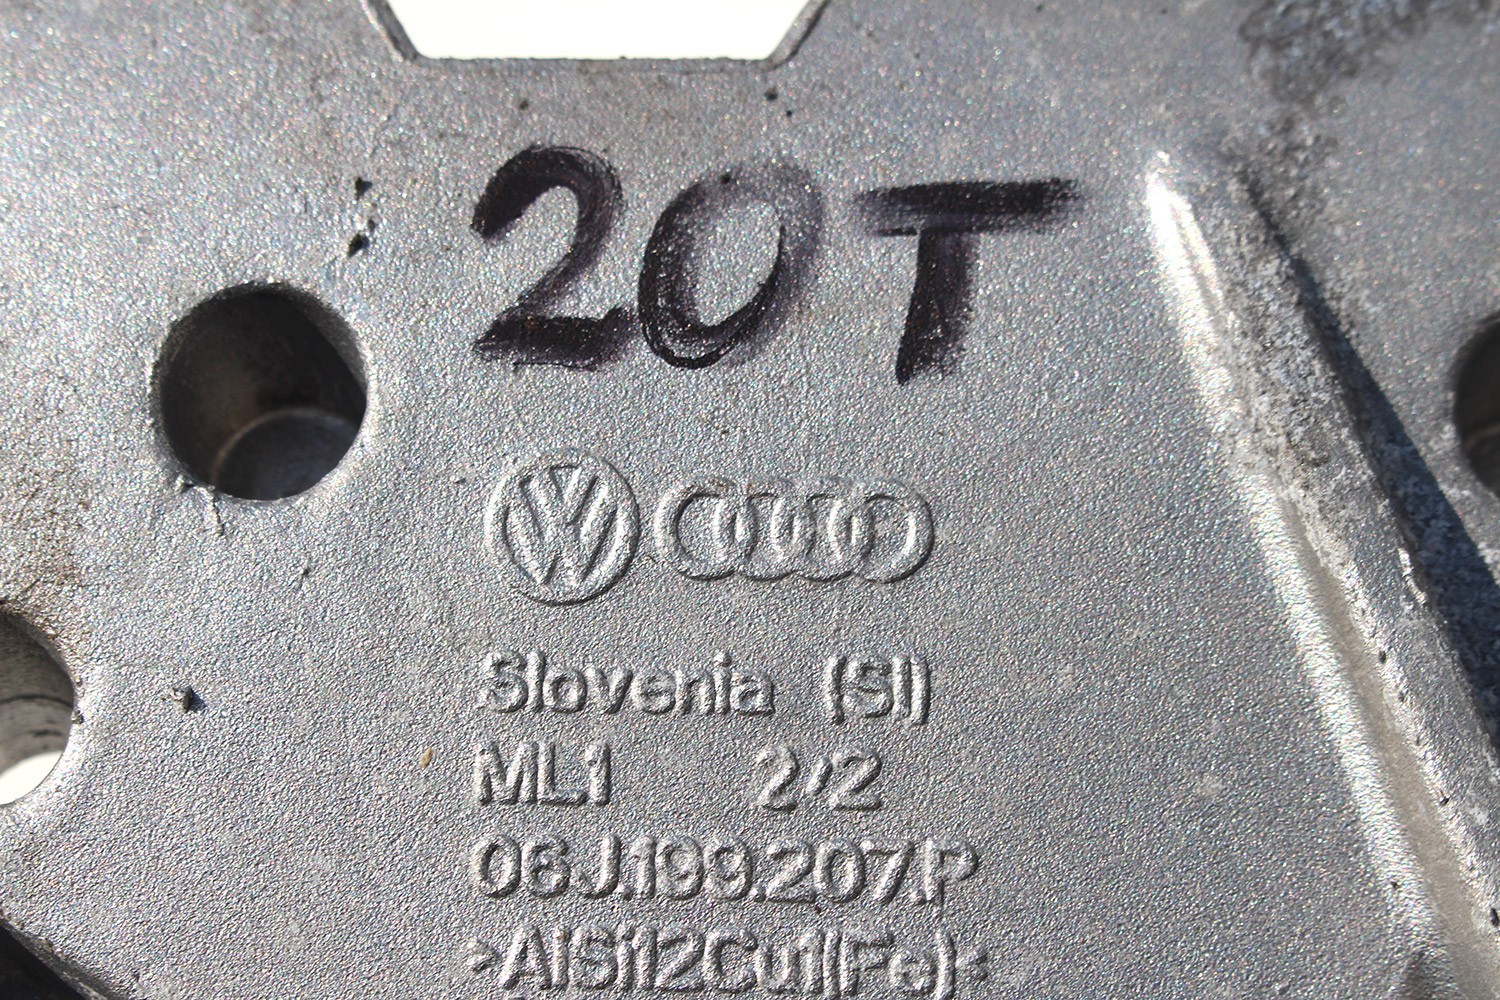 20T
Slovenia (SI)
ML1 2/2
06J.199.207.P
>AlSi12Cu1(Fe)<